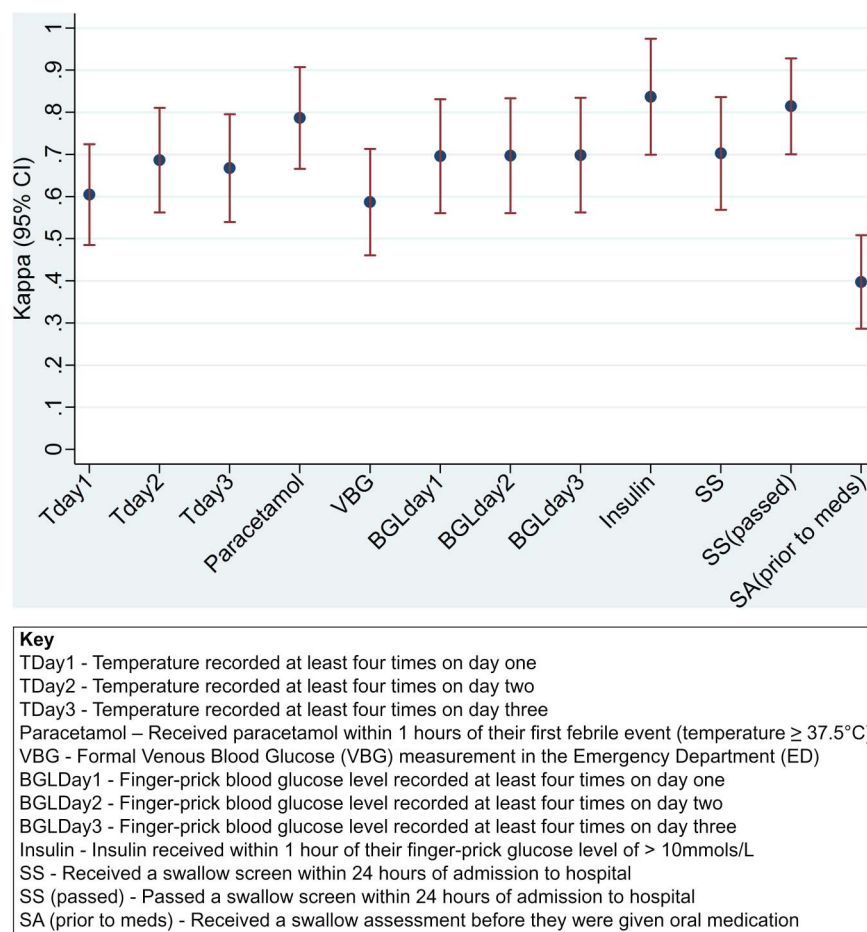 Kappa (95% CI)
1
.9
.8
.7
.6
.5
.4
.3
.2
.1
0
Tday1
Tday2
Tday3
Paracetamol
VBG
BGLday1
BGLday2
BGLday3
Insulin
SS
SS(passed)
SA(prior to meds)
Key
TDay1 - Temperature recorded at least four times on day one
TDay2 - Temperature recorded at least four times on day two
TDay3 - Temperature recorded at least four times on day three
Paracetamol – Received paracetamol within 1 hours of their first febrile event (temperature ≥ 37.5°C)
VBG - Formal Venous Blood Glucose (VBG) measurement in the Emergency Department (ED)
BGLDay1 - Finger-prick blood glucose level recorded at least four times on day one
BGLDay2 - Finger-prick blood glucose level recorded at least four times on day two
BGLDay3 - Finger-prick blood glucose level recorded at least four times on day three
Insulin - Insulin received within 1 hour of their finger-prick glucose level of > 10mmols/L
SS - Received a swallow screen within 24 hours of admission to hospital
SS (passed) - Passed a swallow screen within 24 hours of admission to hospital
SA (prior to meds) - Received a swallow assessment before they were given oral medication